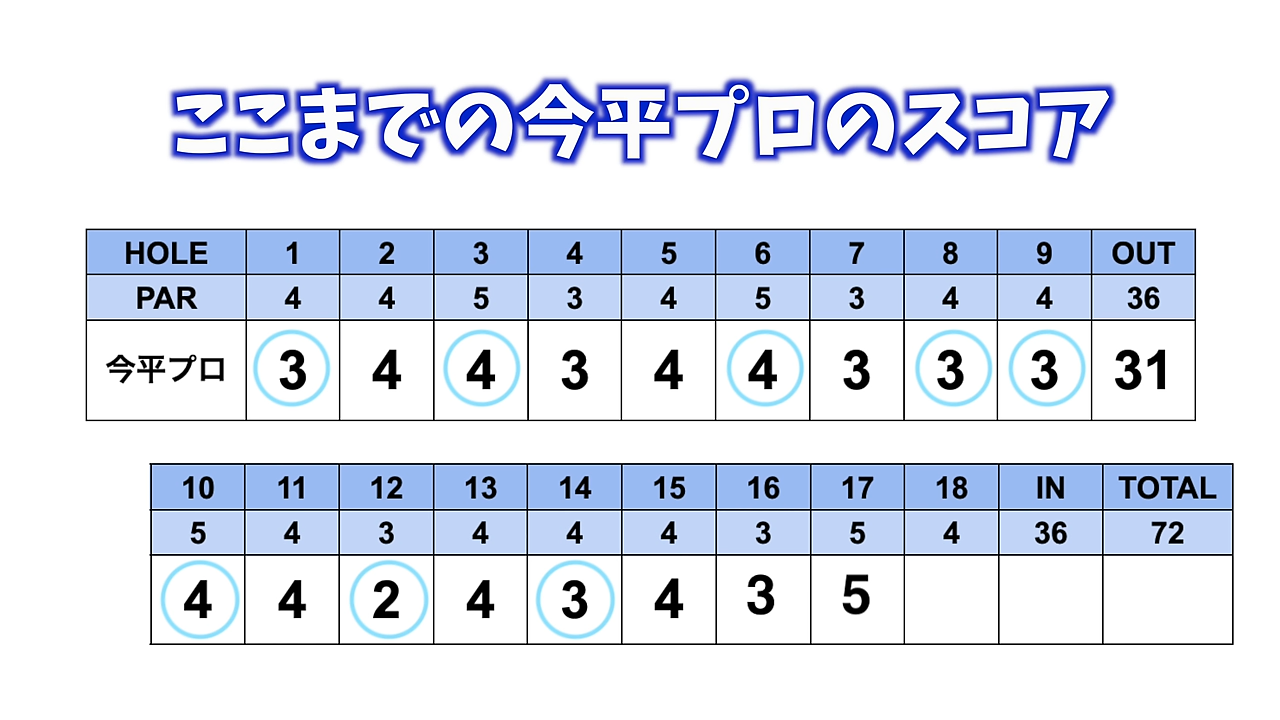 ここまでの今平プロのスコア
HOLE 1 2 3 4 5 6 7 8 9 OUT
PAR 4 4 5 3 4 5 3 4 4 36
今平プロ 3 4 4 3 4 4 3 3 3 31
10 11 12 13 14 15 16 17 18 IN TOTAL
5 4 3 4 4 4 3 5 4 36 72
4 4 2 4 3 4 3 5